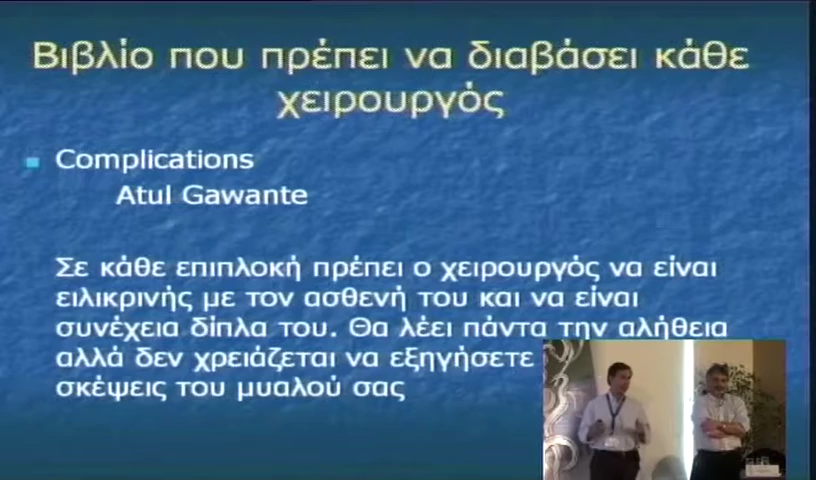 Βιβλίο που πρέπει να διαβάσει κάθε
χειρουργός
Complications
Atul Gawante
Σε κάθε επιπλοκή πρέπει ο χειρουργός να είναι
ειλικρινής με τον ασθενή του και να είναι
συνέχεια δίπλα του. Θα λέει πάντα την αλήθεια
αλλά δεν χρειάζεται να εξηγήσετε
σκέψεις του μυαλού σας